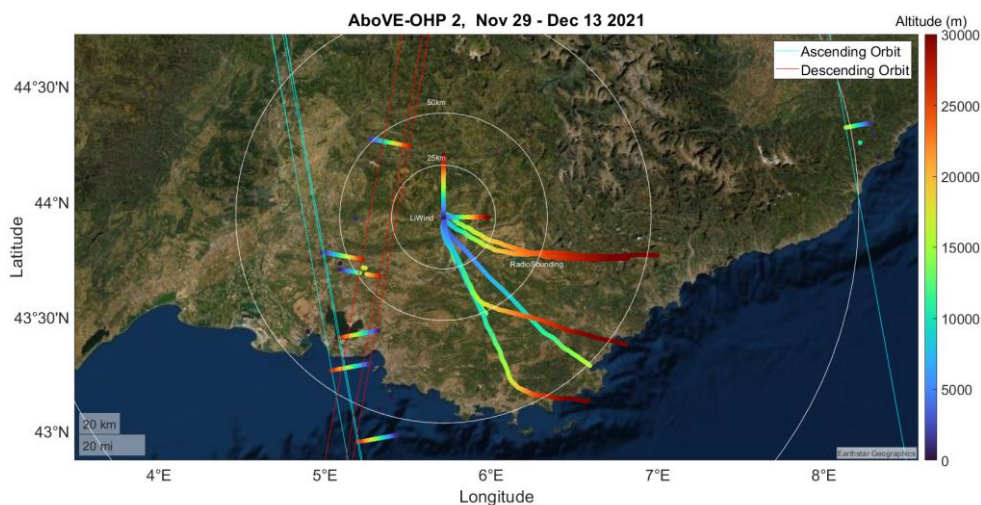 AboVE-OHP 2, Nov 29 - Dec 13 2021
Altitude (m)
Ascending Orbit
Descending Orbit
30000
25000
20000
15000
10000
5000
0
44°30'N
44°N
43°30'N
43°N
Latitude
50km
25km
LiWind
RadioSounding
20 km
20 mi
Earthstar Geographics
4°E
5°E
6°E
7°E
8°E
Longitude